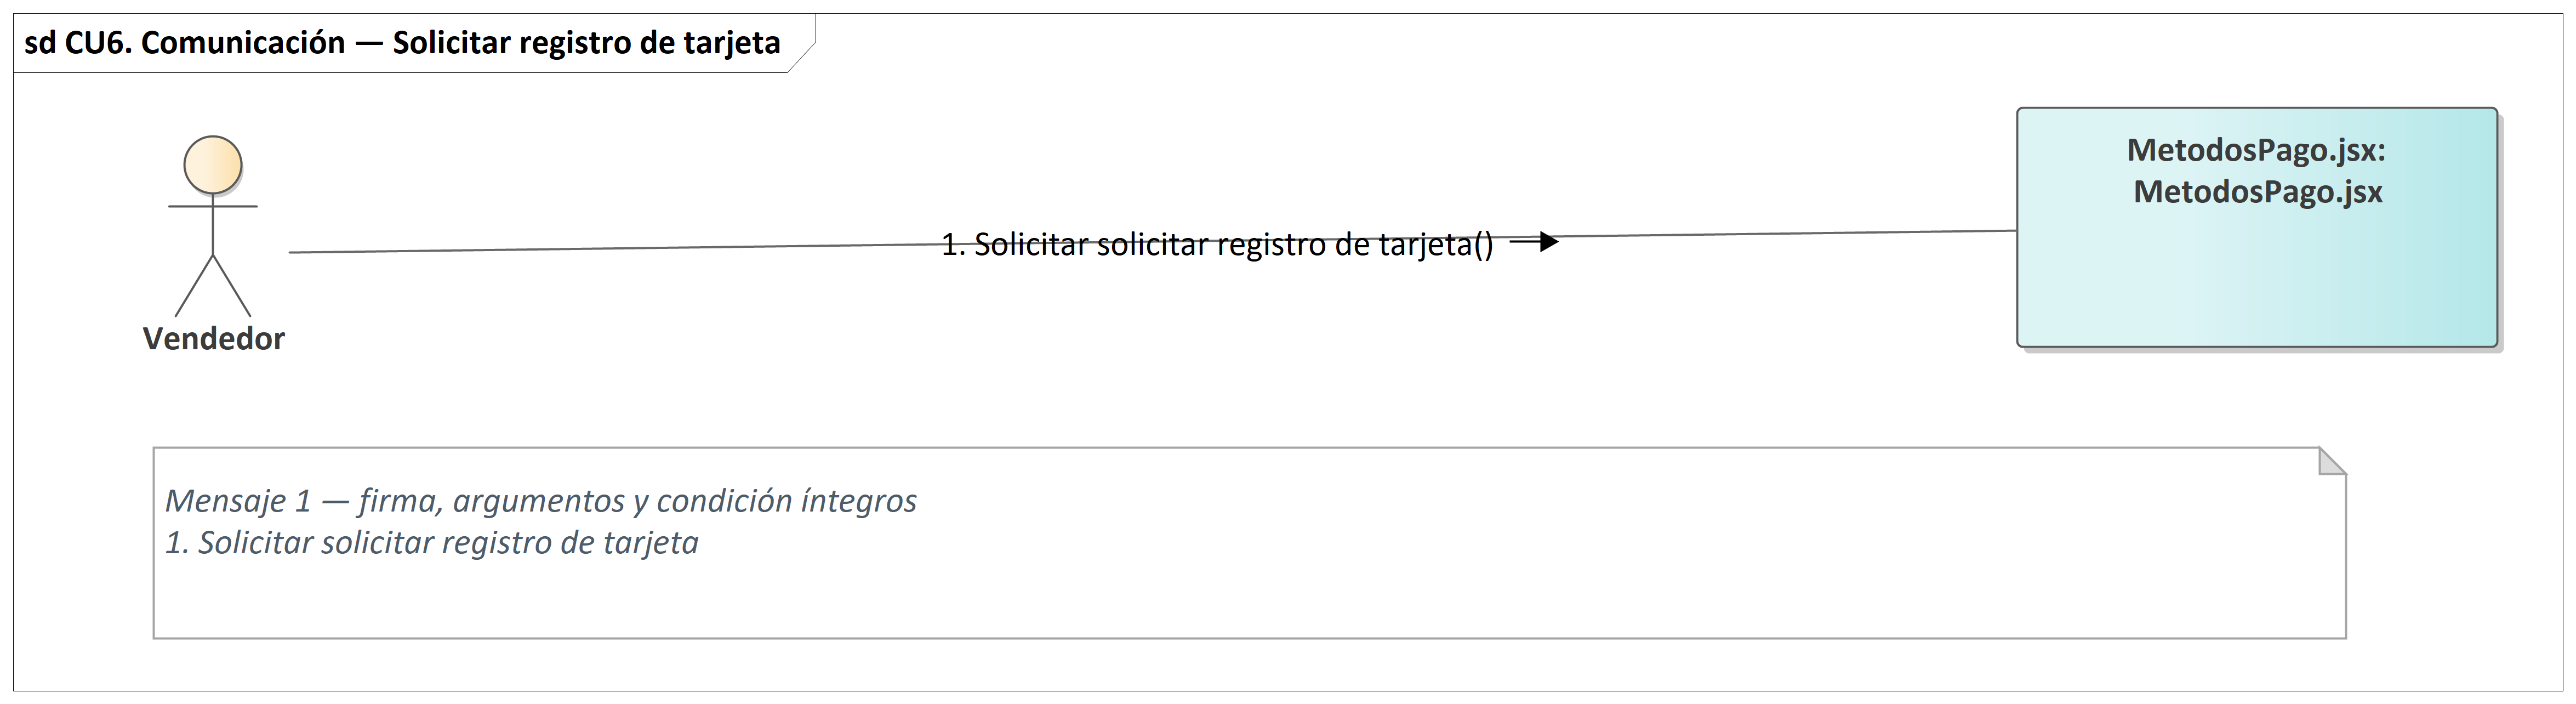 sd CU6. Comunicación — Solicitar registro de tarjeta
MetodosPago.jsx:
MetodosPago.jsx
1. Solicitar solicitar registro de tarjeta()
Vendedor
Mensaje 1 — firma, argumentos y condición íntegros
1. Solicitar solicitar registro de tarjeta